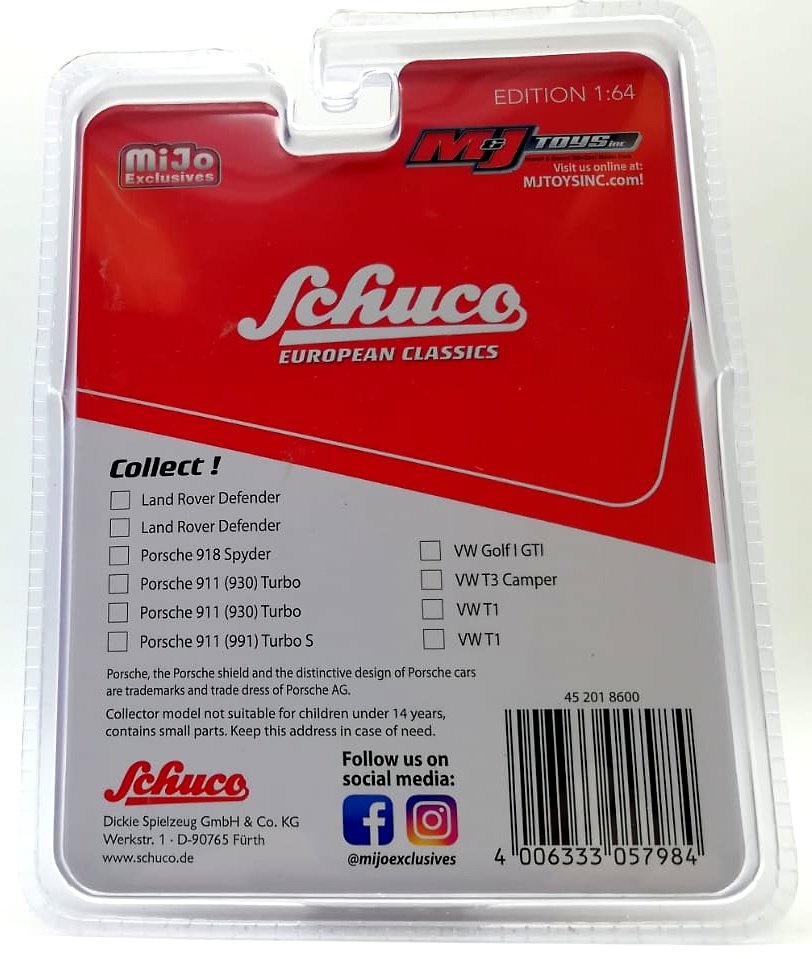 EDITION 1:64
MiJo
Exclusives
M&J TOYS inc
Visit us online at:
MJTOYSINC.com!
Schuco
EUROPEAN CLASSICS
Collect !
Land Rover Defender
Land Rover Defender
Porsche 918 Spyder
Porsche 911 (930) Turbo
Porsche 911 (930) Turbo
Porsche 911 (991) Turbo S
VW Golf I GTI
VW T3 Camper
VW T1
VW T1
Porsche, the Porsche shield and the distinctive design of Porsche cars
are trademarks and trade dress of Porsche AG.
Collector model not suitable for children under 14 years,
contains small parts. Keep this address in case of need.
Schuco
Dickie Spielzeug GmbH & Co. KG
Werkstr. 1 · D-90765 Fürth
www.schuco.de
Follow us on
social media:
@mijoexclusives
45 201 8600
4 006333 057984